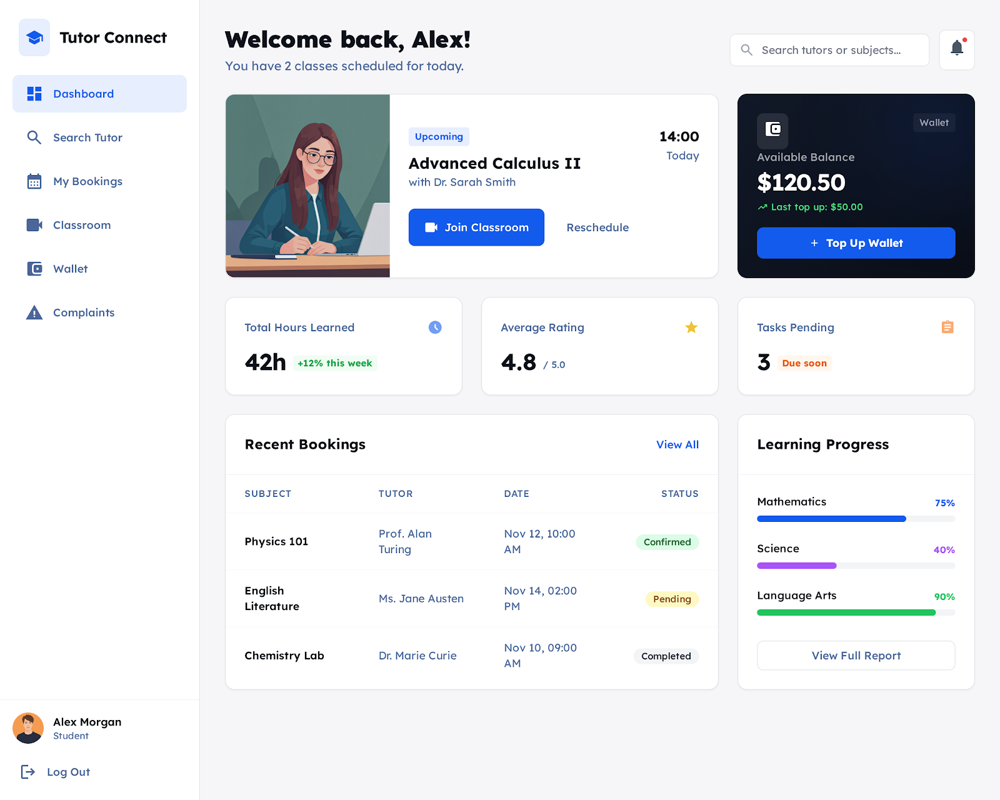 Tutor Connect
Dashboard
Search Tutor
My Bookings
Classroom
Wallet
Complaints
Alex Morgan
Student
Log Out
Welcome back, Alex!
You have 2 classes scheduled for today.
Search tutors or subjects...
Upcoming
14:00
Today
Advanced Calculus II
with Dr. Sarah Smith
Join Classroom
Reschedule
Wallet
Available Balance
$120.50
Last top up: $50.00
+ Top Up Wallet
Total Hours Learned
42h +12% this week
Average Rating
4.8 / 5.0
Tasks Pending
3 Due soon
Recent Bookings
View All
SUBJECT TUTOR DATE STATUS
Physics 101
Prof. Alan
Turing
Nov 12, 10:00
AM
Confirmed
English
Literature
Ms. Jane Austen
Nov 14, 02:00
PM
Pending
Chemistry Lab
Dr. Marie Curie
Nov 10, 09:00
AM
Completed
Learning Progress
Mathematics 75%
Science 40%
Language Arts 90%
View Full Report